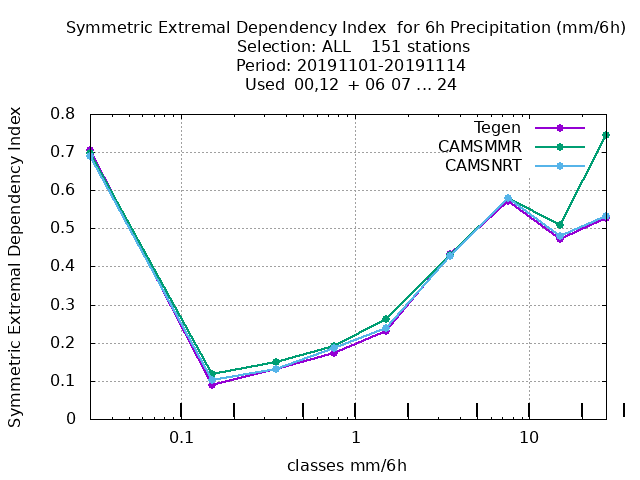 Symmetric Extremal Dependency Index  for 6h Precipitation (mm/6h)
Selection: ALL    151 stations
Period: 20191101-20191114
Used  00,12  + 06 07 ... 24
Symmetric Extremal Dependency Index
0.8
0.7
0.6
0.5
0.4
0.3
0.2
0.1
0
Tegen
CAMSMMR
CAMSNRT
0.1
1
10
classes mm/6h